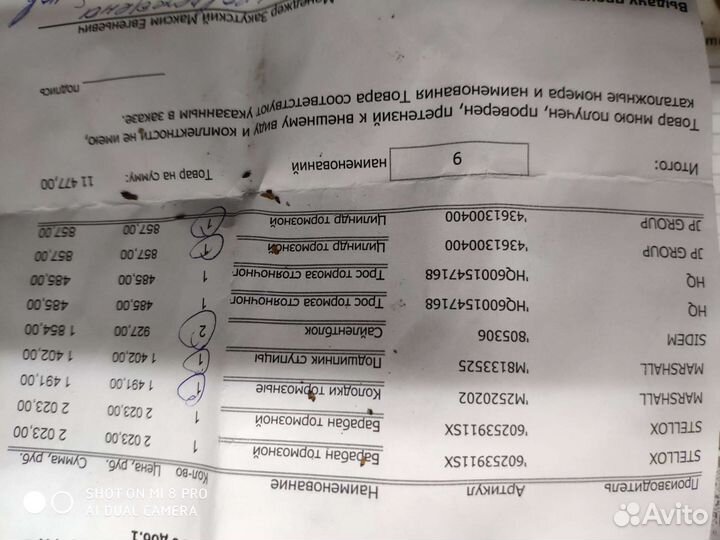 Производитель Артикул Наименование Кол-во Цена, руб. Сумма, руб.
STELLOX '60253911SX Барабан тормозной 1 2 023,00 2 023,00
STELLOX '60253911SX Барабан тормозной 1 2 023,00 2 023,00
MARSHALL 'M2520202 Колодки тормозные 1 1 491,00 1 491,00
MARSHALL 'M8133525 Подшипник ступицы 1 1 402,00 1 402,00
SIDEM '805306 Сайлентблок 2 927,00 1 854,00
HQ 'HQ6001547168 Трос тормоза стояночног 1 485,00 485,00
HQ 'HQ6001547168 Трос тормоза стояночног 1 485,00 485,00
JP GROUP '4361300400 Цилиндр тормозной 1 857,00 857,00
JP GROUP '4361300400 Цилиндр тормозной 1 857,00 857,00
Итого: 9 наименований Товар на сумму: 11 477,00
Товар мною получен, проверен, претензий к внешнему виду и комплектности не имею,
каталожные номера и наименования Товара соответствуют указанным в заказе.
подпись
Менеджер Закутский Максим Евгеньевич
Выдачу
SHOT ON MI 8 PRO
AI DUAL CAMERA
Avito